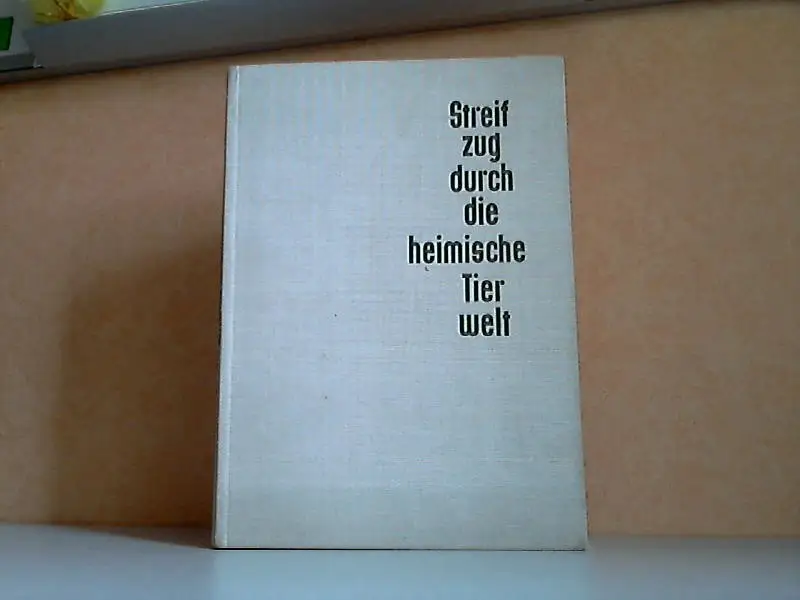 Streif
zug
durch
die
heimische
Tier
welt